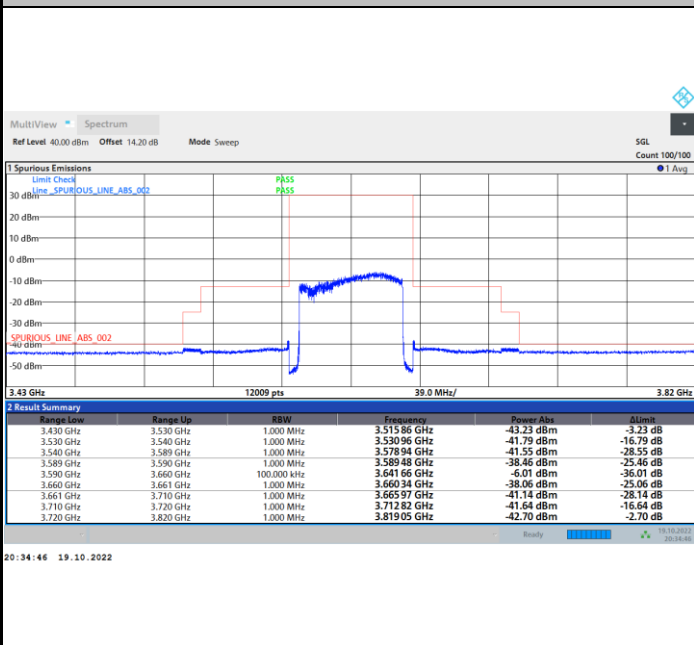 MultiView Spectrum
Ref Level 40.00 dBm Offset 14.20 dB Mode Sweep SGL
Count 100/100
1 Spurious Emissions 1 Avg
Limit Check PASS
Line _SPURIOUS_LINE_ABS_002 PASS
30 dBm
20 dBm
10 dBm
0 dBm
-10 dBm
-20 dBm
-30 dBm
SPURIOUS_LINE_ABS_002
-40 dBm
-50 dBm
3.43 GHz 12009 pts 39.0 MHz/ 3.82 GHz
2 Result Summary
Range Low Range Up RBW Frequency Power Abs ΔLimit
3.430 GHz 3.530 GHz 1.000 MHz 3.515 86 GHz -43.23 dBm -3.23 dB
3.530 GHz 3.540 GHz 1.000 MHz 3.530 96 GHz -41.79 dBm -16.79 dB
3.540 GHz 3.589 GHz 1.000 MHz 3.578 94 GHz -41.55 dBm -28.55 dB
3.589 GHz 3.590 GHz 1.000 MHz 3.589 48 GHz -38.46 dBm -25.46 dB
3.590 GHz 3.660 GHz 100.000 kHz 3.641 66 GHz -6.01 dBm -36.01 dB
3.660 GHz 3.661 GHz 1.000 MHz 3.660 34 GHz -38.06 dBm -25.06 dB
3.661 GHz 3.710 GHz 1.000 MHz 3.665 97 GHz -41.14 dBm -28.14 dB
3.710 GHz 3.720 GHz 1.000 MHz 3.712 82 GHz -41.64 dBm -16.64 dB
3.720 GHz 3.820 GHz 1.000 MHz 3.819 05 GHz -42.70 dBm -2.70 dB
Ready 19.10.2022
20:34:46
20:34:46 19.10.2022